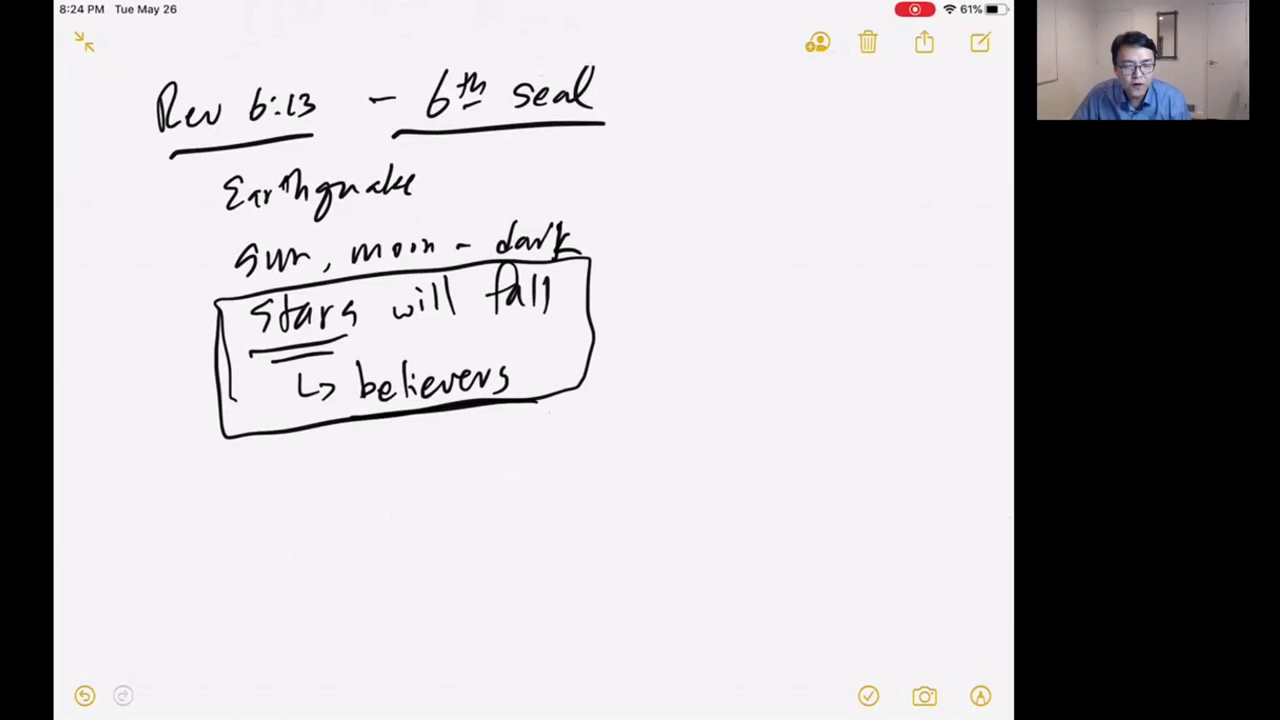 8:24 PM Tue May 26 61%
Rev 6:13 - 6th seal
Earthquake
sun, moon - dark
stars will fall
↳ believers